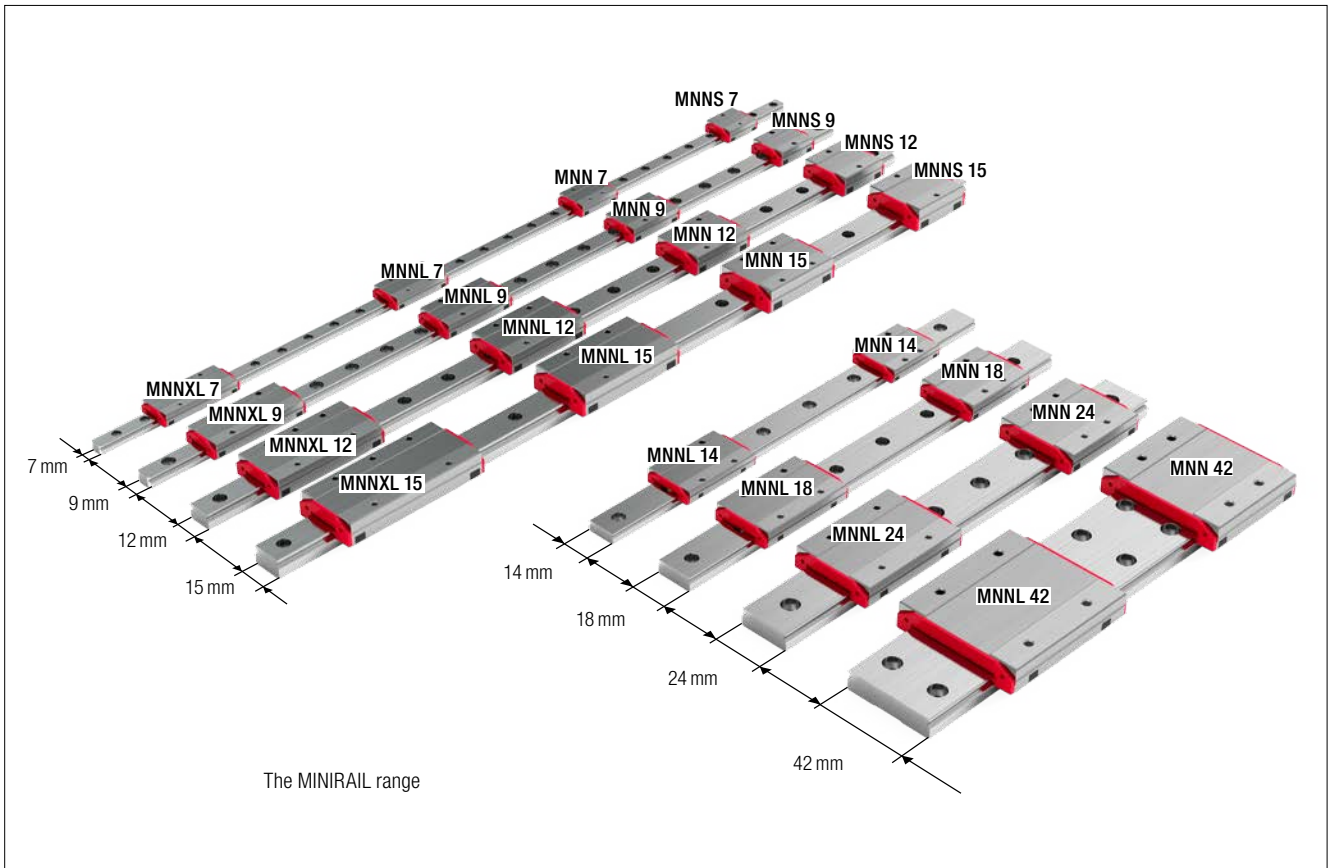 MNNS 7
MNNS 9
MNNS 12
MNNS 15
MNN 7
MNN 9
MNN 12
MNN 15
MNNL 7
MNNL 9
MNNL 12
MNNL 15
MNNXL 7
MNNXL 9
MNNXL 12
MNNXL 15
7 mm
9 mm
12 mm
15 mm
MNN 14
MNN 18
MNN 24
MNN 42
MNNL 14
MNNL 18
MNNL 24
MNNL 42
14 mm
18 mm
24 mm
42 mm
The MINIRAIL range